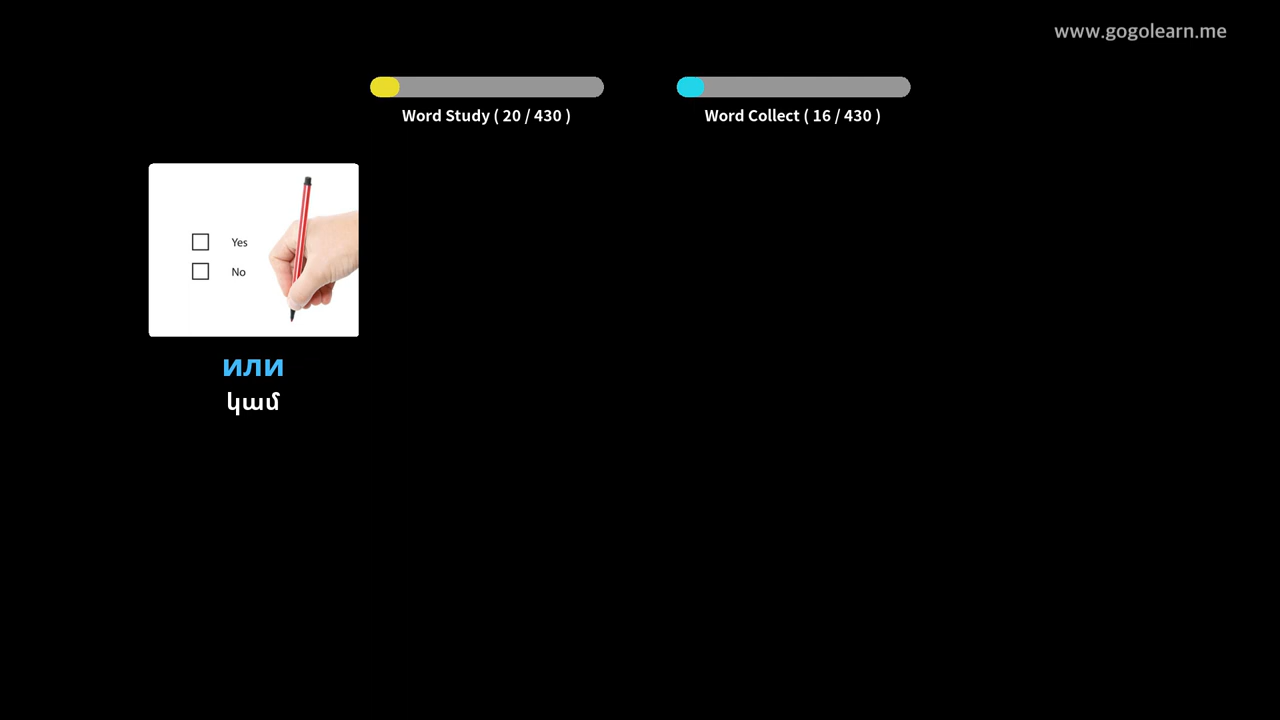 www.gogolearn.me
Word Study ( 20 / 430 )
Word Collect ( 16 / 430 )
Yes
No
или
կամ